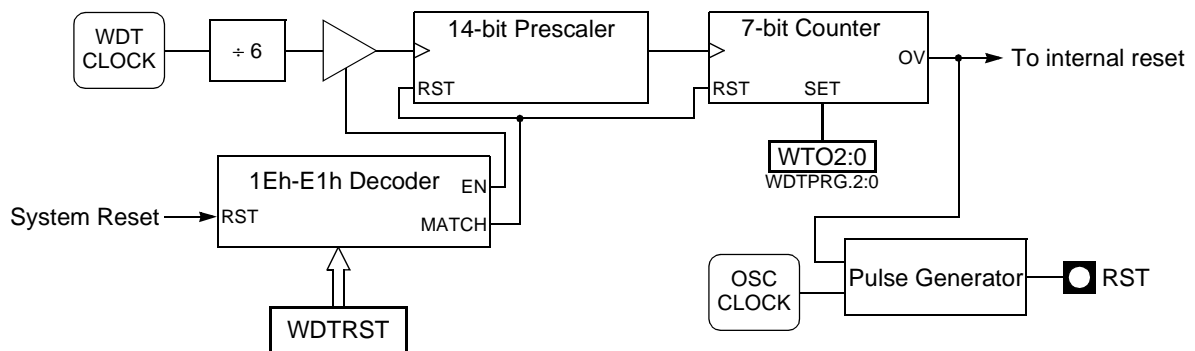 WDT
CLOCK
÷ 6
14-bit Prescaler
RST
7-bit Counter
RST
SET
OV
To internal reset
WTO2:0
WDTPRG.2:0
1Eh-E1h Decoder
EN
System Reset
RST
MATCH
WDTRST
OSC
CLOCK
Pulse Generator
RST